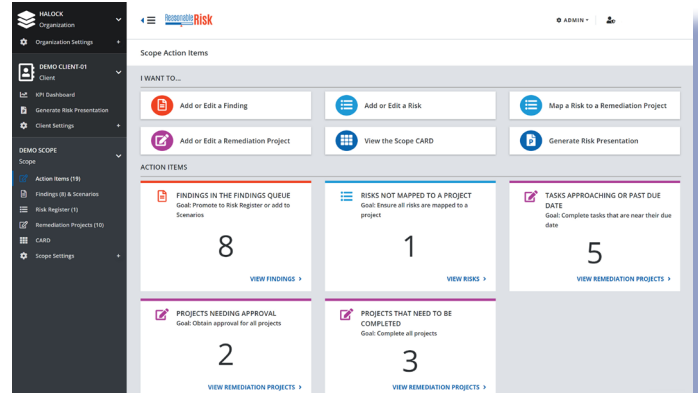 HALOCK
Organization
Organization Settings +
DEMO CLIENT-01
Client
KPI Dashboard
Generate Risk Presentation
Client Settings +
DEMO SCOPE
Scope
Action Items (19)
Findings (8) & Scenarios
Risk Register (1)
Remediation Projects (10)
CARD
Scope Settings +
Reasonable Risk
ADMIN
Scope Action Items
I WANT TO...
Add or Edit a Finding
Add or Edit a Risk
Map a Risk to a Remediation Project
Add or Edit a Remediation Project
View the Scope CARD
Generate Risk Presentation
ACTION ITEMS
FINDINGS IN THE FINDINGS QUEUE
Goal: Promote to Risk Register or add to
Scenarios
8
VIEW FINDINGS >
RISKS NOT MAPPED TO A PROJECT
Goal: Ensure all risks are mapped to a
project
1
VIEW RISKS >
TASKS APPROACHING OR PAST DUE
DATE
Goal: Complete tasks that are near their due
date
5
VIEW REMEDIATION PROJECTS >
PROJECTS NEEDING APPROVAL
Goal: Obtain approval for all projects
2
VIEW REMEDIATION PROJECTS >
PROJECTS THAT NEED TO BE
COMPLETED
Goal: Complete all projects
3
VIEW REMEDIATION PROJECTS >